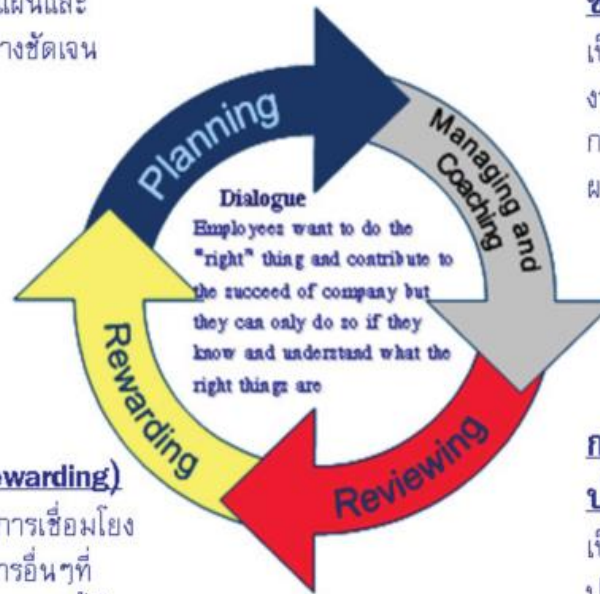 แผนและ
างชัดเจน
Planning
Managing and
Coaching
Dialogue
Employees want to do the
"right" thing and contribute to
the succeed of company but
they can only do so if they
know and understand what the
right things are
Rewarding
Reviewing
ewarding)
การเชื่อมโยง
ารอื่นๆที่